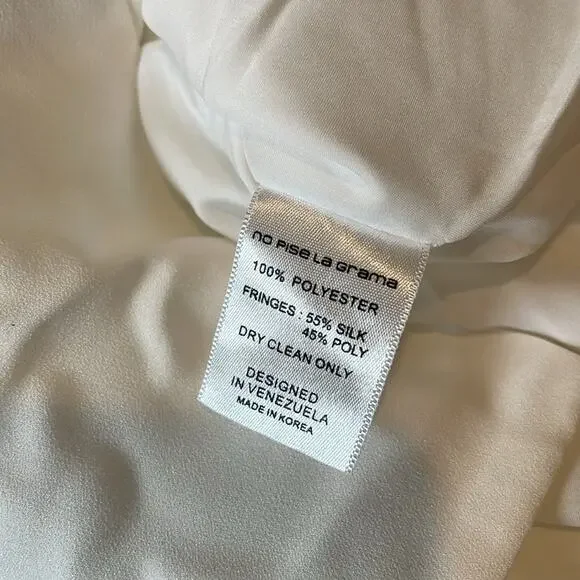 no PISe La Grama
100% POLYESTER
FRINGES : 55% SILK
45% POLY
DRY CLEAN ONLY
DESIGNED
IN VENEZUELA
MADE IN KOREA